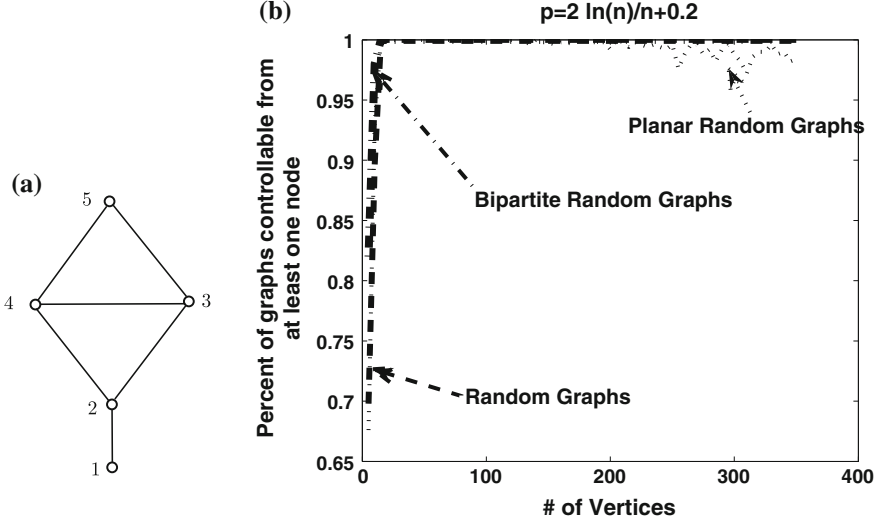 (a)
5
4
3
2
1
(b)
p=2 ln(n)/n+0.2
Percent of graphs controllable from
at least one node
1
0.95
0.9
0.85
0.8
0.75
0.7
0.65
Planar Random Graphs
Bipartite Random Graphs
Random Graphs
0
100
200
300
400
# of Vertices